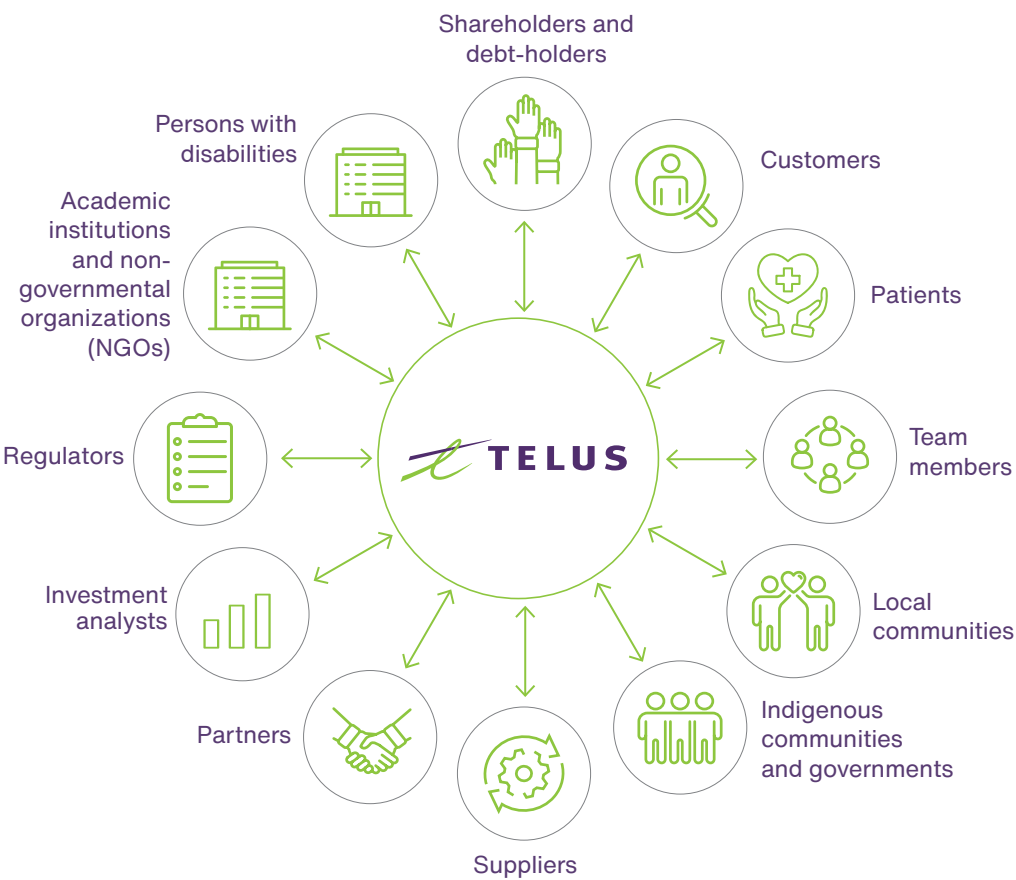 Shareholders and
debt-holders
Persons with
disabilities
Customers
Academic
institutions
and non-
governmental
organizations
(NGOs)
Patients
Regulators
TELUS
Team
members
Investment
analysts
Local
communities
Partners
Indigenous
communities
and governments
Suppliers